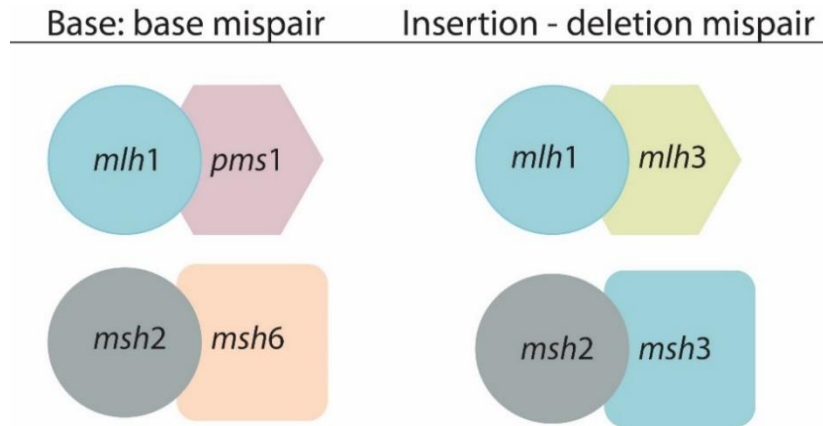 Base: base mispair
Insertion - deletion mispair
mlh1 pms1
mlh1 mlh3
msh2 msh6
msh2 msh3